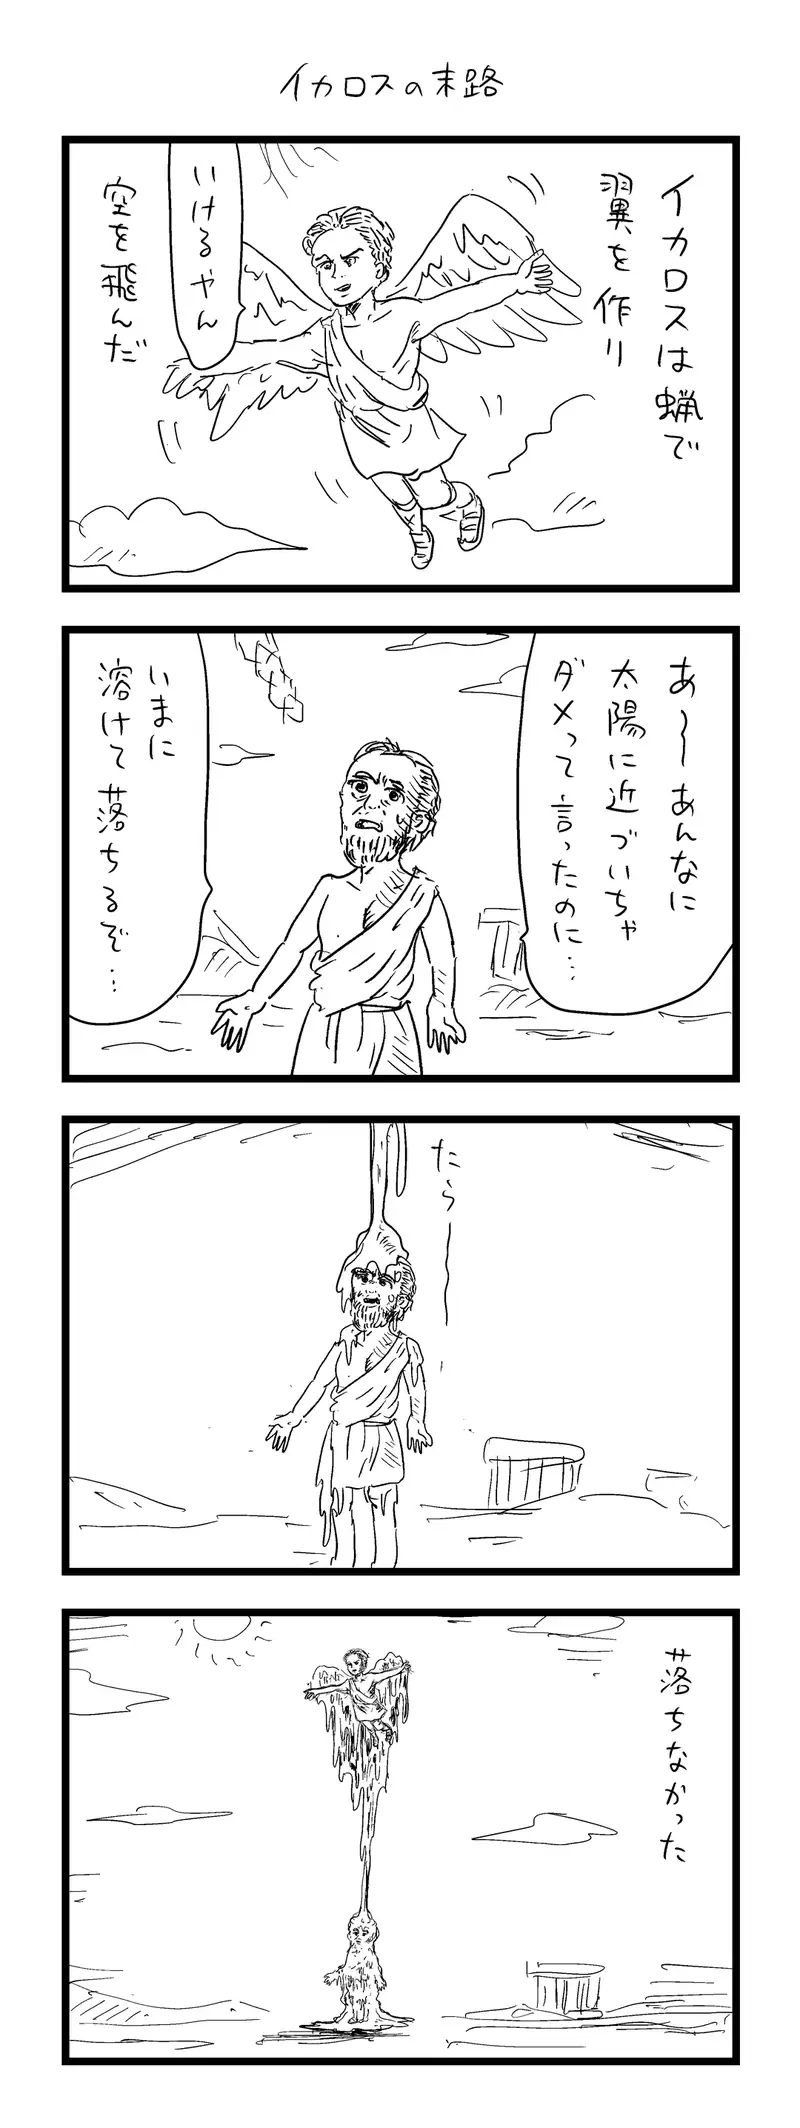 イカロスの末路
イカロスは蝋で
翼を作り
空を飛んだ
いけるやん
あ〜〜あんなに
太陽に近づいちゃ
ダメって言ったのに…
いまに
溶けて落ちるぞ…
たらー
落ちなかった